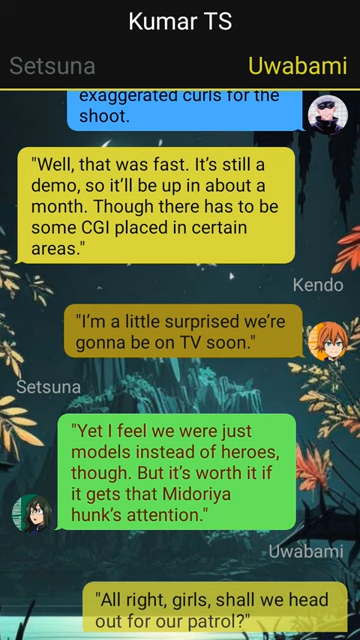 Kumar TS
Setsuna
Uwabami
exaggerated curls for the
shoot.
"Well, that was fast. It’s still a
demo, so it’ll be up in about a
month. Though there has to be
some CGI placed in certain
areas."
Kendo
"I’m a little surprised we’re
gonna be on TV soon."
Setsuna
"Yet I feel we were just
models instead of heroes,
though. But it’s worth it if
it gets that Midoriya
hunk’s attention."
Uwabami
"All right, girls, shall we head
out for our patrol?"